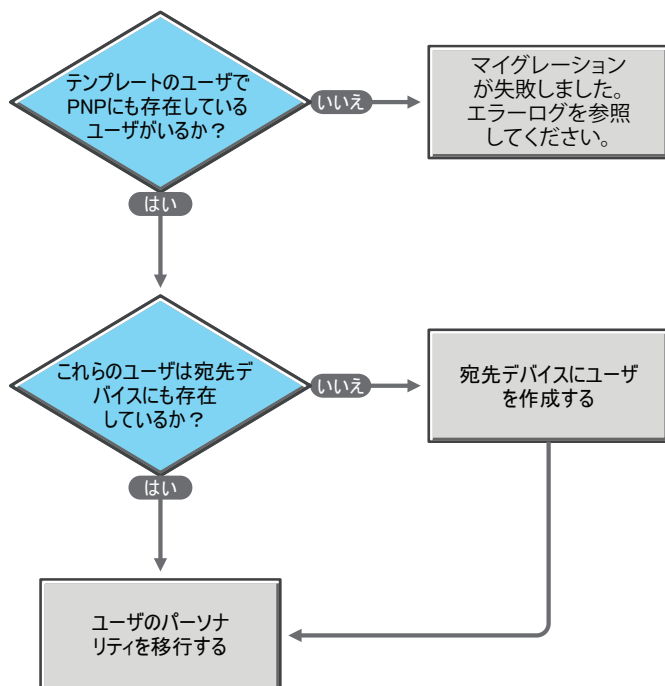 テンプレートのユーザで
PNPにも存在している
ユーザがいるか？
いいえ
マイグレーション
が失敗しました。
エラーログを参照
してください。
はい
これらのユーザは宛先デ
バイスにも存在
しているか？
いいえ
宛先デバイスにユーザ
を作成する
はい
ユーザのパーソナ
リティを移行する